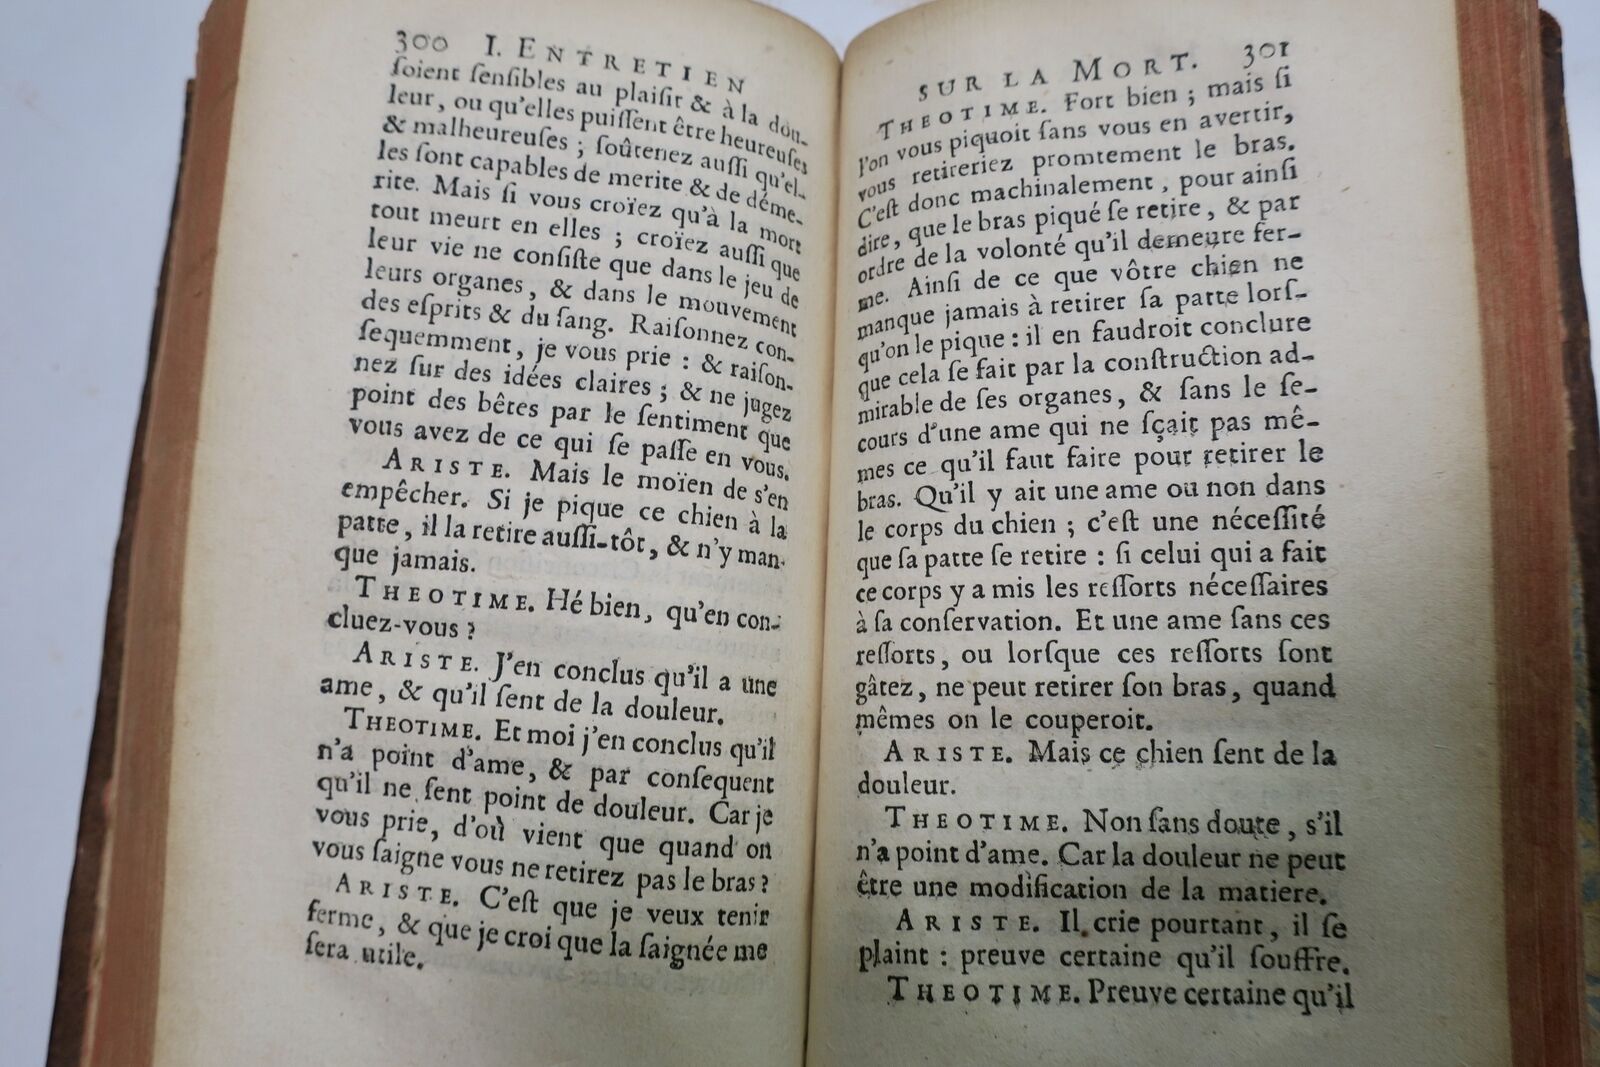 300 I. ENTRETIEN
ſoient ſenſibles au plaiſir & à la dou-
leur, ou qu'elles puiſſent être heureuſes
& malheureuſes ; ſoûtenez auſſi qu'el-
les ſont capables de merite & de déme-
rite. Mais ſi vous croïez qu'à la mort
tout meurt en elles ; croïez auſſi que
leur vie ne conſiſte que dans le jeu de
leurs organes, & dans le mouvement
des eſprits & du ſang. Raiſonnez con-
ſequemment, je vous prie : & raiſon-
nez ſur des idées claires ; & ne jugez
point des bêtes par le ſentiment que
vous avez de ce qui ſe paſſe en vous.
ARISTE. Mais le moïen de s'en
empêcher. Si je pique ce chien à la
patte, il la retire auſſi-tôt, & n'y man-
que jamais.
THEOTIME. Hé bien, qu'en con-
cluez-vous ?
ARISTE. J'en conclus qu'il a une
ame, & qu'il ſent de la douleur.
THEOTIME. Et moi j'en conclus qu'il
n'a point d'ame, & par conſequent
qu'il ne ſent point de douleur. Car je
vous prie, d'où vient que quand on
vous ſaigne vous ne retirez pas le bras ?
ARISTE. C'eſt que je veux tenir
ferme, & que je croi que la ſaignée me
ſera utile.
SUR LA MORT. 301
THEOTIME. Fort bien ; mais ſi
l'on vous piquoit ſans vous en avertir,
vous retireriez promtement le bras.
C'eſt donc machinalement, pour ainſi
dire, que le bras piqué ſe retire, & par
ordre de la volonté qu'il demeure fer-
me. Ainſi de ce que vôtre chien ne
manque jamais à retirer ſa patte lorſ-
qu'on le pique : il en faudroit conclure
que cela ſe fait par la conſtruction ad-
mirable de ſes organes, & ſans le ſe-
cours d'une ame qui ne ſçait pas mê-
mes ce qu'il faut faire pour retirer le
bras. Qu'il y ait une ame ou non dans
le corps du chien ; c'eſt une néceſſité
que ſa patte ſe retire : ſi celui qui a fait
ce corps y a mis les reſſorts néceſſaires
à ſa conſervation. Et une ame ſans ces
reſſorts, ou lorſque ces reſſorts ſont
gâtez, ne peut retirer ſon bras, quand
mêmes on le couperoit.
ARISTE. Mais ce chien ſent de la
douleur.
THEOTIME. Non ſans doute, s'il
n'a point d'ame. Car la douleur ne peut
être une modification de la matiere.
ARISTE. Il crie pourtant, il ſe
plaint : preuve certaine qu'il ſouffre.
THEOTIME. Preuve certaine qu'il